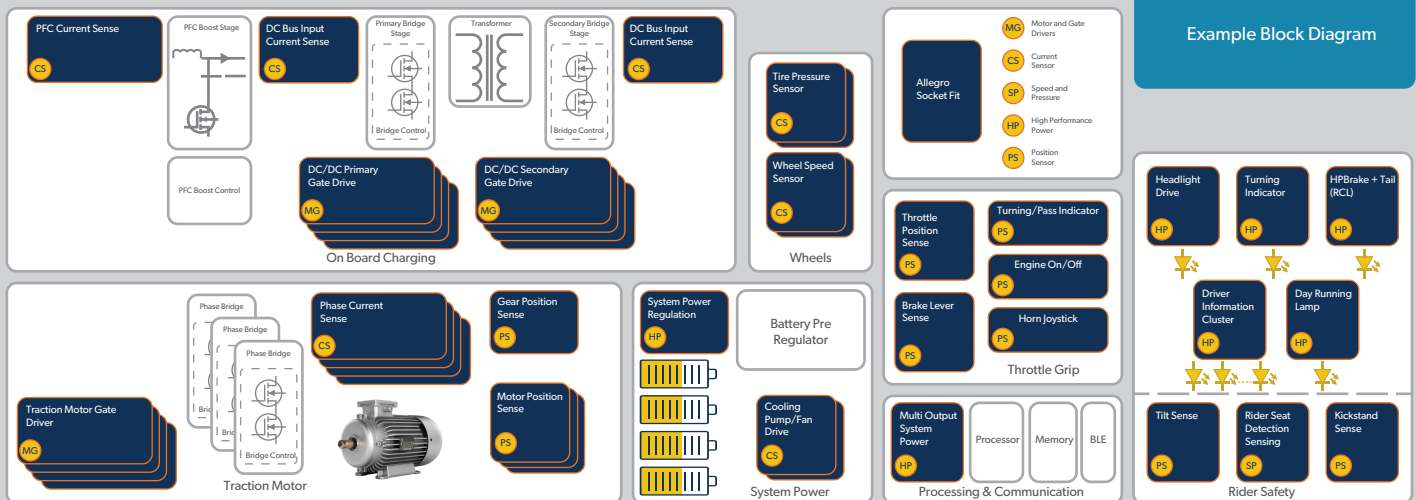 PFC Current Sense
CS
PFC Boost Stage
DC Bus Input
Current Sense
CS
Primary Bridge
Stage
Bridge Control
Transformer
Secondary Bridge
Stage
Bridge Control
DC Bus Input
Current Sense
CS
PFC Boost Control
DC/DC Primary
Gate Drive
MG
DC/DC Secondary
Gate Drive
MG
On Board Charging
Tire Pressure
Sensor
CS
Wheel Speed
Sensor
CS
Wheels
Allegro
Socket Fit
MG
Motor and Gate
Drivers
CS
Current
Sensor
SP
Speed and
Pressure
HP
High Performance
Power
PS
Position
Sensor
Example Block Diagram
Throttle
Position
Sense
PS
Turning/Pass Indicator
PS
Engine On/Off
PS
Brake Lever
Sense
PS
Horn Joystick
PS
Throttle Grip
Headlight
Drive
HP
Turning
Indicator
HP
HPBrake + Tail
(RCL)
HP
Driver
Information
Cluster
HP
Day Running
Lamp
HP
Tilt Sense
PS
Rider Seat
Detection
Sensing
SP
Kickstand
Sense
PS
Rider Safety
Traction Motor Gate
Driver
MG
Phase Bridge
Bric
Phase Bridge
Bric
Phase Bridge
Bridge Control
Phase Current
Sense
CS
Gear Position
Sense
PS
Motor Position
Sense
PS
Traction Motor
System Power
Regulation
HP
Battery Pre
Regulator
Cooling
Pump/Fan
Drive
CS
System Power
Multi Output
System
Power
HP
Processor
Memory
BLE
Processing & Communication